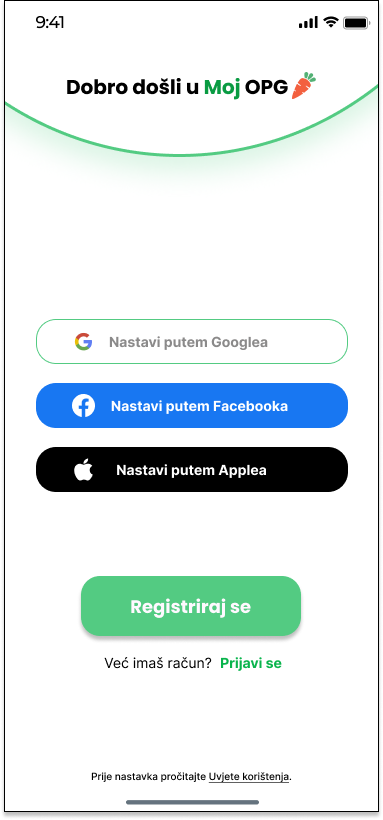 9:41
Dobro došli u Moj OPG
Nastavi putem Googlea
Nastavi putem Facebooka
Nastavi putem Applea
Registriraj se
Već imaš račun? Prijavi se
Prije nastavka pročitajte Uvjete korištenja.